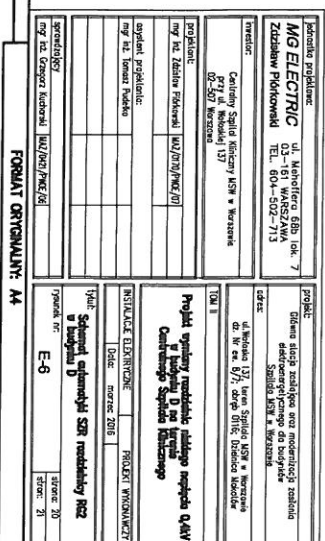 jednostka projektowa:
MG ELECTRIC
Zdzisław Piórkowski
ul. Mehoffera 68b lok. 7
03-161 WARSZAWA
TEL. 604-502-713
inwestor:
Centralny Szpital Kliniczny MSW w Warszawie
przy ul. Wołoskiej 137
02-507 Warszawa
projektant:
mgr inż. Zdzisław Piórkowski
MAZ/0170/PWOE/07
asystent projektanta:
mgr inż. Tomasz Pudełko
sprawdzający
mgr inż. Grzegorz Kucharski
MAZ/0421/PWOE/06
projekt:
Główna stacja zasilająca oraz modernizacja zasilania
elektroenergetycznego do budynków
Szpitala MSW w Warszawie
adres:
ul. Wołoska 137, teren Szpitala MSW w Warszawie
dz. Nr ew. 6/7; obręb 0116; Dzielnica Mokotów
TOM II
Projekt wymiany rozdzielnic niskiego napięcia 0,4kV
w budynku D na terenie
Centralnego Szpitala Klinicznego
INSTALACJE ELEKTRYCZNE
PROJEKT WYKONAWCZY
Data: marzec 2016
tytuł:
Schemat automatyki SZR rozdzielnicy RG2
w budynku D
rysunek nr:
E-6
strona: 20
stron: 21
FORMAT ORYGINALNY: A4